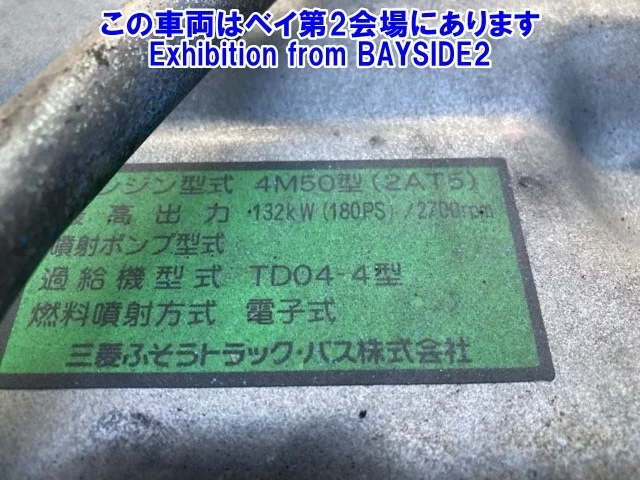 この車両はベイ第2会場にあります
Exhibition from BAYSIDE2
ンジン型式 4M50型(2AT5)
最高出力 132kW(180PS)/2700rpm
噴射ポンプ型式
過給機型式 TD04-4型
燃料噴射方式 電子式
三菱ふそうトラック・バス株式会社